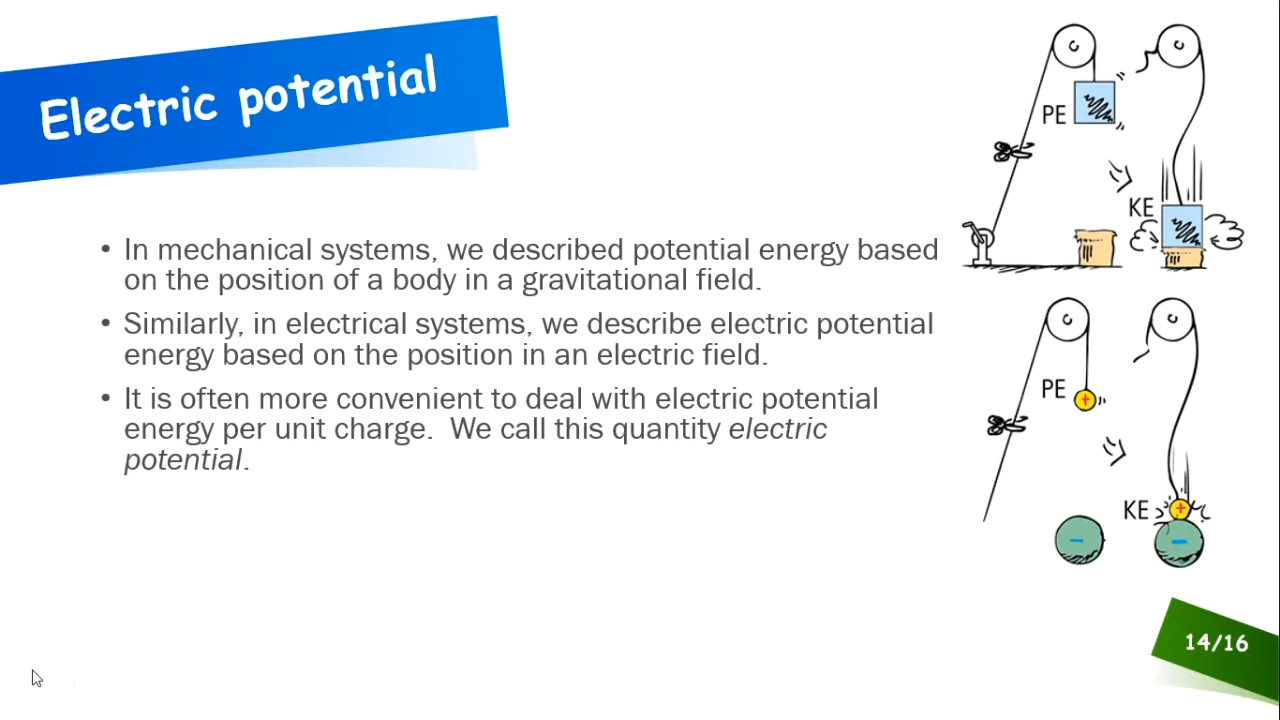 Electric potential
• In mechanical systems, we described potential energy based
on the position of a body in a gravitational field.
• Similarly, in electrical systems, we describe electric potential
energy based on the position in an electric field.
• It is often more convenient to deal with electric potential
energy per unit charge.  We call this quantity electric
potential.
PE
KE
PE
+
KE
+
−
−
14/16